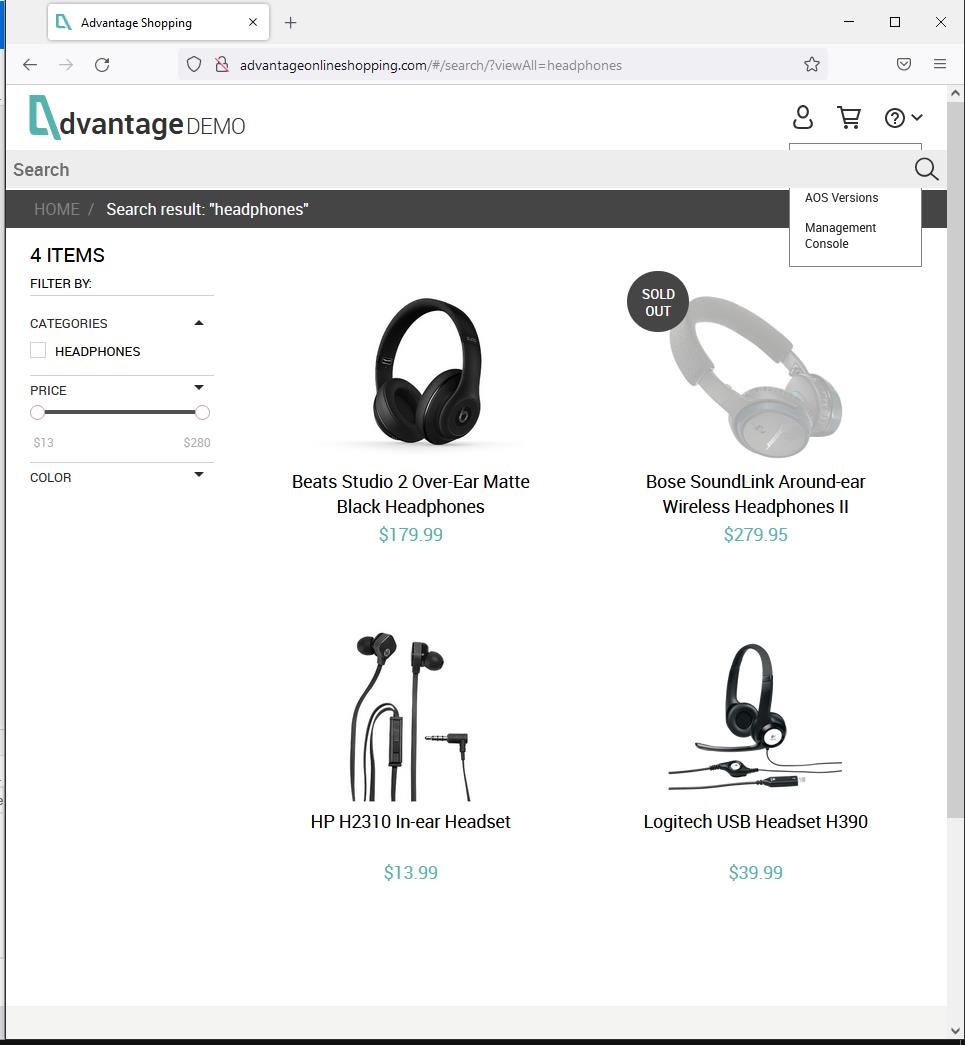 Advantage Shopping
advantageonlineshopping.com/#/search/?viewAll=headphones
dvantage DEMO
Search
HOME / Search result: "headphones"
AOS Versions
Management
Console
4 ITEMS
FILTER BY:
CATEGORIES
HEADPHONES
PRICE
$13 $280
COLOR
Beats Studio 2 Over-Ear Matte
Black Headphones
$179.99
SOLD
OUT
Bose SoundLink Around-ear
Wireless Headphones II
$279.95
HP H2310 In-ear Headset
$13.99
Logitech USB Headset H390
$39.99